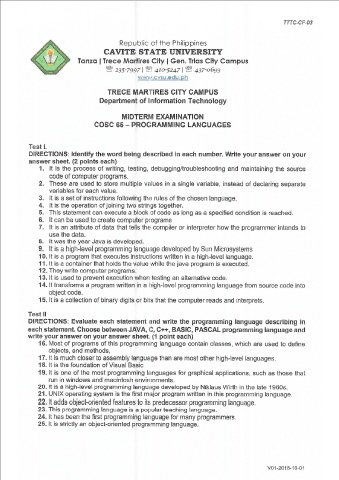 TTTC-CF-03
Republic of the Philippines
CAVITE STATE UNIVERSITY
Tanza | Trece Martires City | Gen. Trias City Campus
☏ 235-7997 | ☏ 410-5247 | ☏ 437-0693
www.cvsu.edu.ph
TRECE MARTIRES CITY CAMPUS
Department of Information Technology
MIDTERM EXAMINATION
COSC 65 – PROGRAMMING LANGUAGES
Test I.
DIRECTIONS: Identify the word being described in each number. Write your answer on your
answer sheet. (2 points each)
1. It is the process of writing, testing, debugging/troubleshooting and maintaining the source
code of computer programs.
2. These are used to store multiple values in a single variable, instead of declaring separate
variables for each value.
3. It is a set of instructions following the rules of the chosen language.
4. It is the operation of joining two strings together.
5. This statement can execute a block of code as long as a specified condition is reached.
6. It can be used to create computer programs
7. It is an attribute of data that tells the compiler or interpreter how the programmer intends to
use the data.
8. It was the year Java is developed.
9. It is a high-level programming language developed by Sun Microsystems
10. It is a program that executes instructions written in a high-level language.
11. It is a container that holds the value while the java program is executed.
12. They write computer programs.
13. It is used to prevent execution when testing an alternative code.
14. It transforms a program written in a high-level programming language from source code into
object code.
15. It is a collection of binary digits or bits that the computer reads and interprets.
Test II
DIRECTIONS: Evaluate each statement and write the programming language describing in
each statement. Choose between JAVA, C, C++, BASIC, PASCAL programming language and
write your answer on your answer sheet. (1 point each)
16. Most of programs of this programming language contain classes, which are used to define
objects, and methods.
17. It is much closer to assembly language than are most other high-level languages.
18. It is the foundation of Visual Basic
19. It is one of the most programming languages for graphical applications, such as those that
run in windows and macintosh environments.
20. It is a high-level programming language developed by Niklaus Wirth in the late 1960s.
21. UNIX operating system is the first major program written in this programming language.
22. It adds object-oriented features to its predecessor programming language.
23. This programming language is a popular teaching language.
24. It has been the first programming language for many programmers.
25. It is strictly an object-oriented programming language.
V01-2018-10-01